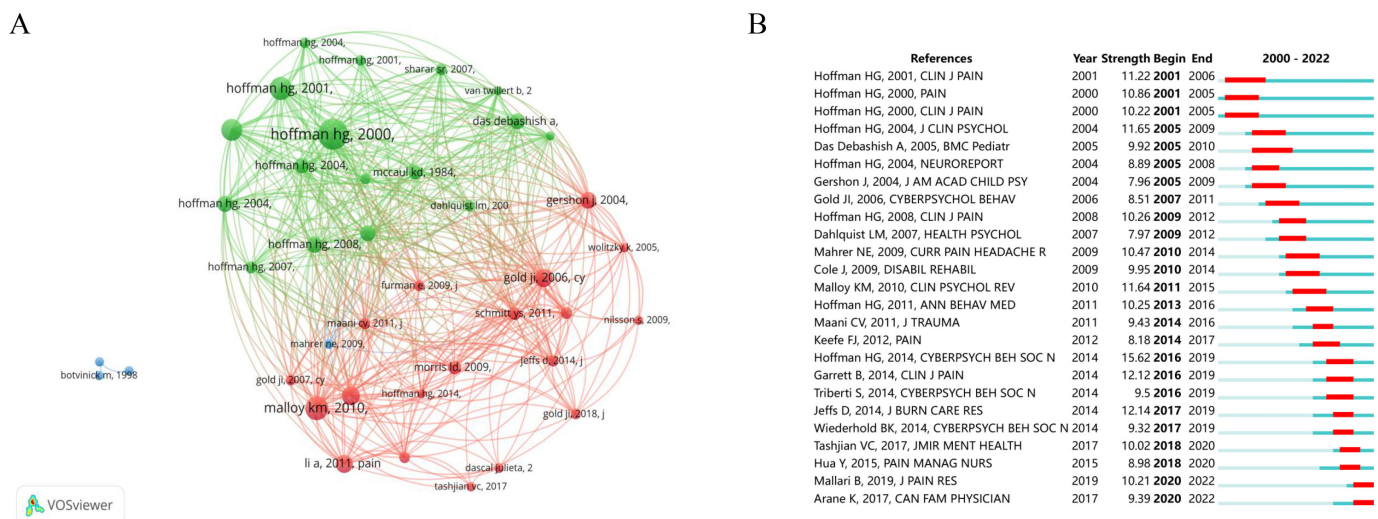 A
hoffman hg, 2004,
hoffman hg, 2001,
sharar sr, 2007,
hoffman hg, 2001,
van twillert b, 2
das debashish a,
hoffman hg, 2000,
hoffman hg, 2004,
mccaul kd, 1984,
gershon j, 2004,
hoffman hg, 2004,
dahlquist lm, 200
hoffman hg, 2008,
wolitzky k, 2005,
hoffman hg, 2007,
gold ji, 2006, cy
furman e, 2009, j
schmitt ys, 2011,
maani cv, 2011, j
nilsson s, 2009,
mahrer ne, 2009,
botvinick m, 1998
morris ld, 2009,
jeffs d, 2014, j
gold ji, 2007, cy
hoffman hg, 2014,
malloy km, 2010,
gold ji, 2018, j
li a, 2011, pain
dascal julieta, 2
tashjian vc, 2017
VOSviewer
B
References Year Strength Begin End 2000 - 2022
Hoffman HG, 2001, CLIN J PAIN 2001 11.22 2001 2006
Hoffman HG, 2000, PAIN 2000 10.86 2001 2005
Hoffman HG, 2000, CLIN J PAIN 2000 10.22 2001 2005
Hoffman HG, 2004, J CLIN PSYCHOL 2004 11.65 2005 2009
Das Debashish A, 2005, BMC Pediatr 2005 9.92 2005 2010
Hoffman HG, 2004, NEUROREPORT 2004 8.89 2005 2008
Gershon J, 2004, J AM ACAD CHILD PSY 2004 7.96 2005 2009
Gold JI, 2006, CYBERPSYCHOL BEHAV 2006 8.51 2007 2011
Hoffman HG, 2008, CLIN J PAIN 2008 10.26 2009 2012
Dahlquist LM, 2007, HEALTH PSYCHOL 2007 7.97 2009 2012
Mahrer NE, 2009, CURR PAIN HEADACHE R 2009 10.47 2010 2014
Cole J, 2009, DISABIL REHABIL 2009 9.95 2010 2014
Malloy KM, 2010, CLIN PSYCHOL REV 2010 11.64 2011 2015
Hoffman HG, 2011, ANN BEHAV MED 2011 10.25 2013 2016
Maani CV, 2011, J TRAUMA 2011 9.43 2014 2016
Keefe FJ, 2012, PAIN 2012 8.18 2014 2017
Hoffman HG, 2014, CYBERPSYCH BEH SOC N 2014 15.62 2016 2019
Garrett B, 2014, CLIN J PAIN 2014 12.12 2016 2019
Triberti S, 2014, CYBERPSYCH BEH SOC N 2014 9.5 2016 2019
Jeffs D, 2014, J BURN CARE RES 2014 12.14 2017 2019
Wiederhold BK, 2014, CYBERPSYCH BEH SOC N 2014 9.32 2017 2019
Tashjian VC, 2017, JMIR MENT HEALTH 2017 10.02 2018 2020
Hua Y, 2015, PAIN MANAG NURS 2015 8.98 2018 2020
Mallari B, 2019, J PAIN RES 2019 10.21 2020 2022
Arane K, 2017, CAN FAM PHYSICIAN 2017 9.39 2020 2022